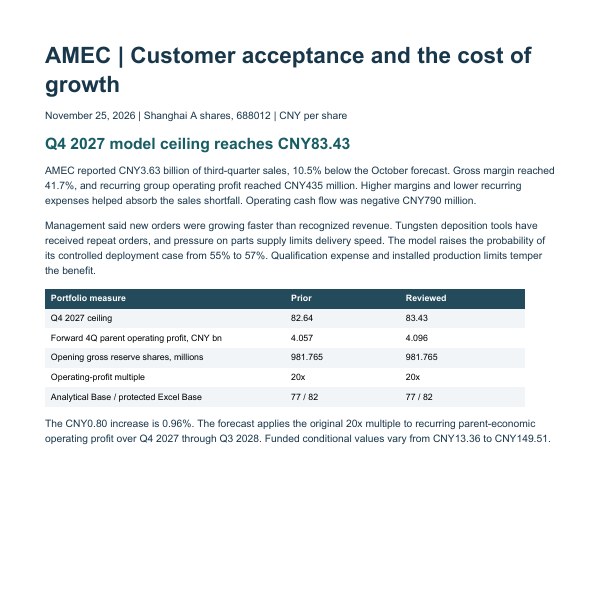 AMEC | Customer acceptance and the cost of
growth
November 25, 2026 | Shanghai A shares, 688012 | CNY per share
Q4 2027 model ceiling reaches CNY83.43
AMEC reported CNY3.63 billion of third-quarter sales, 10.5% below the October forecast. Gross margin reached
41.7%, and recurring group operating profit reached CNY435 million. Higher margins and lower recurring
expenses helped absorb the sales shortfall. Operating cash flow was negative CNY790 million.
Management said new orders were growing faster than recognized revenue. Tungsten deposition tools have
received repeat orders, and pressure on parts supply limits delivery speed. The model raises the probability of
its controlled deployment case from 55% to 57%. Qualification expense and installed production limits temper
the benefit.
Portfolio measure Prior Reviewed
Q4 2027 ceiling 82.64 83.43
Forward 4Q parent operating profit, CNY bn 4.057 4.096
Opening gross reserve shares, millions 981.765 981.765
Operating-profit multiple 20x 20x
Analytical Base / protected Excel Base 77 / 82 77 / 82
The CNY0.80 increase is 0.96%. The forecast applies the original 20x multiple to recurring parent-economic
operating profit over Q4 2027 through Q3 2028. Funded conditional values vary from CNY13.36 to CNY149.51.